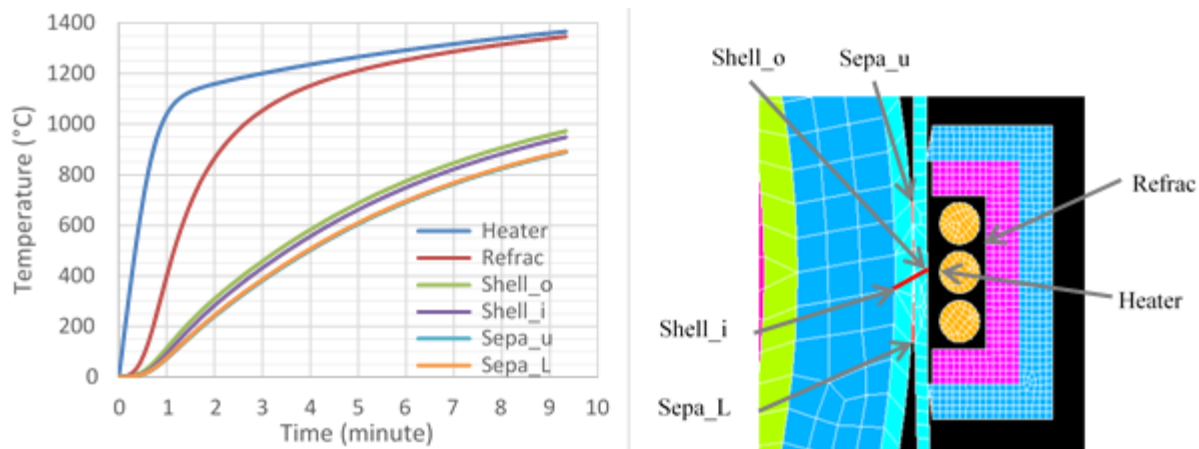 1400
1200
1000
800
600
400
200
0
Temperature (°C)
0 1 2 3 4 5 6 7 8 9 10
Time (minute)
Heater
Refrac
Shell_o
Shell_i
Sepa_u
Sepa_L
Shell_o
Sepa_u
Refrac
Heater
Shell_i
Sepa_L